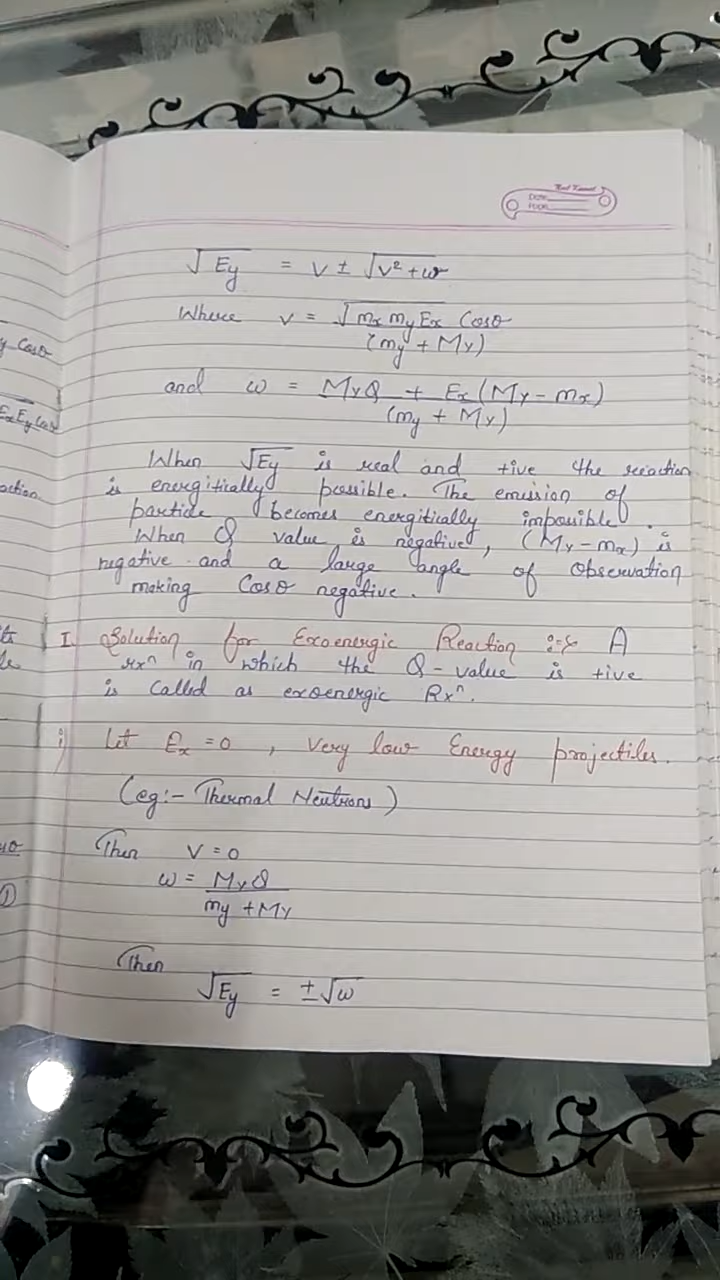 √Ey = v ± √v² + w
Where v = √mx my Ex Cosθ
(my + My)
and w = MyQ + Ex (My - mx)
(my + My)
When √Ey is real and +ive the reaction
is energitically possible. The emission of
particle becomes energitically impossible.
When Q value is negative, (My - mx) is
negative and a large angle of observation
making Cosθ negative.
I. Solution for Exoenergic Reaction :-> A
rxⁿ in which the Q-value is +ive
is called as exoenergic Rxⁿ.
i) Let Ex = 0, very low Energy projectiles.
(eg:- Thermal Neutrons)
Then v = 0
w = MyQ
my + My
Then
√Ey = ±√w